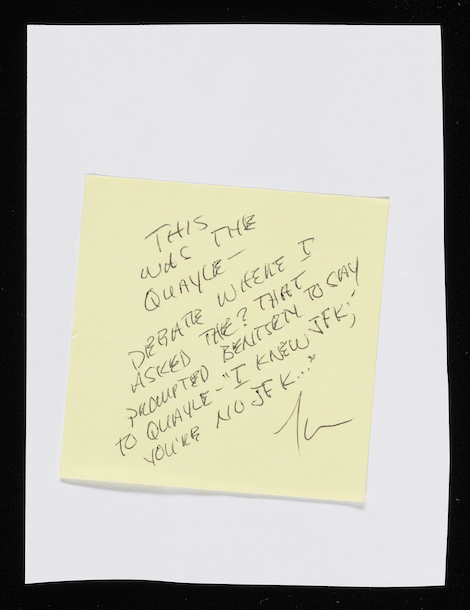 THIS
WAS THE
QUAYLE—
DEBATE WHERE I
ASKED THE ? THAT
PROMPTED BENTSEN TO SAY
TO QUAYLE - "I KNEW JFK;
YOU'RE NO JFK..."